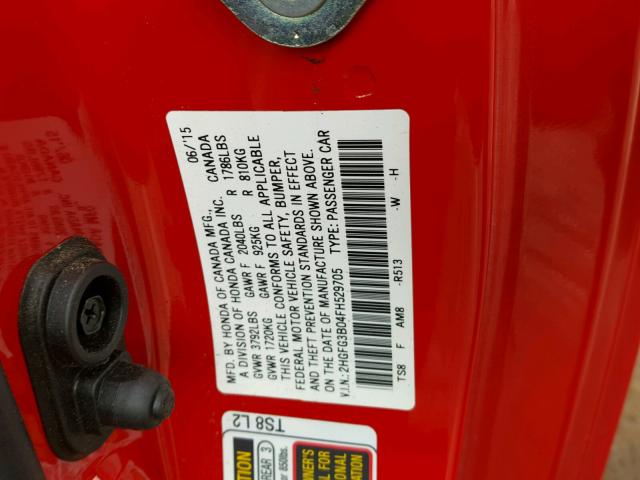 MFD. BY HONDA OF CANADA MFG., 06/'15
A DIVISION OF HONDA CANADA INC. CANADA
GVWR 3792LBS GAWR F 2040LBS R 1786LBS
GVWR 1720KG GAWR F 925KG R 810KG
THIS VEHICLE CONFORMS TO ALL APPLICABLE
FEDERAL MOTOR VEHICLE SAFETY, BUMPER,
AND THEFT PREVENTION STANDARDS IN EFFECT
ON THE DATE OF MANUFACTURE SHOWN ABOVE.
V.I.N.: 2HGFG3B04FH529705 TYPE: PASSENGER CAR
TS8 F AM8 -R513 -W -H
TS8 L2
REAR 3
850lbs.